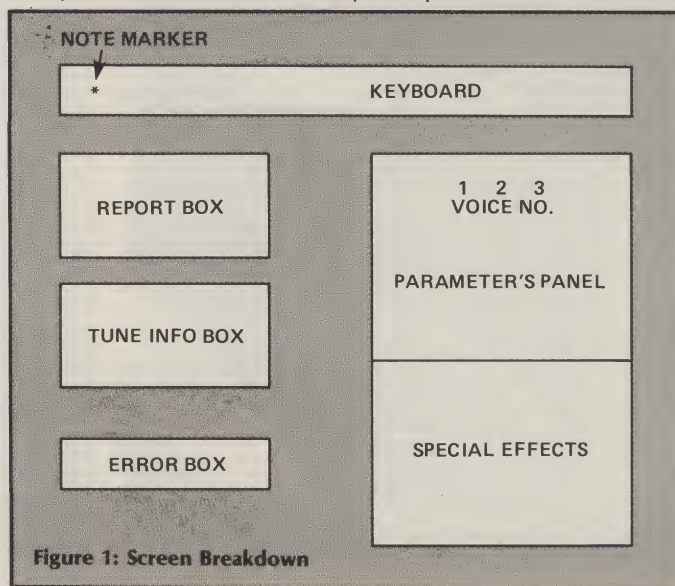 NOTE MARKER
* KEYBOARD
REPORT BOX
TUNE INFO BOX
ERROR BOX
1 2 3
VOICE NO.
PARAMETER'S PANEL
SPECIAL EFFECTS
Figure 1: Screen Breakdown